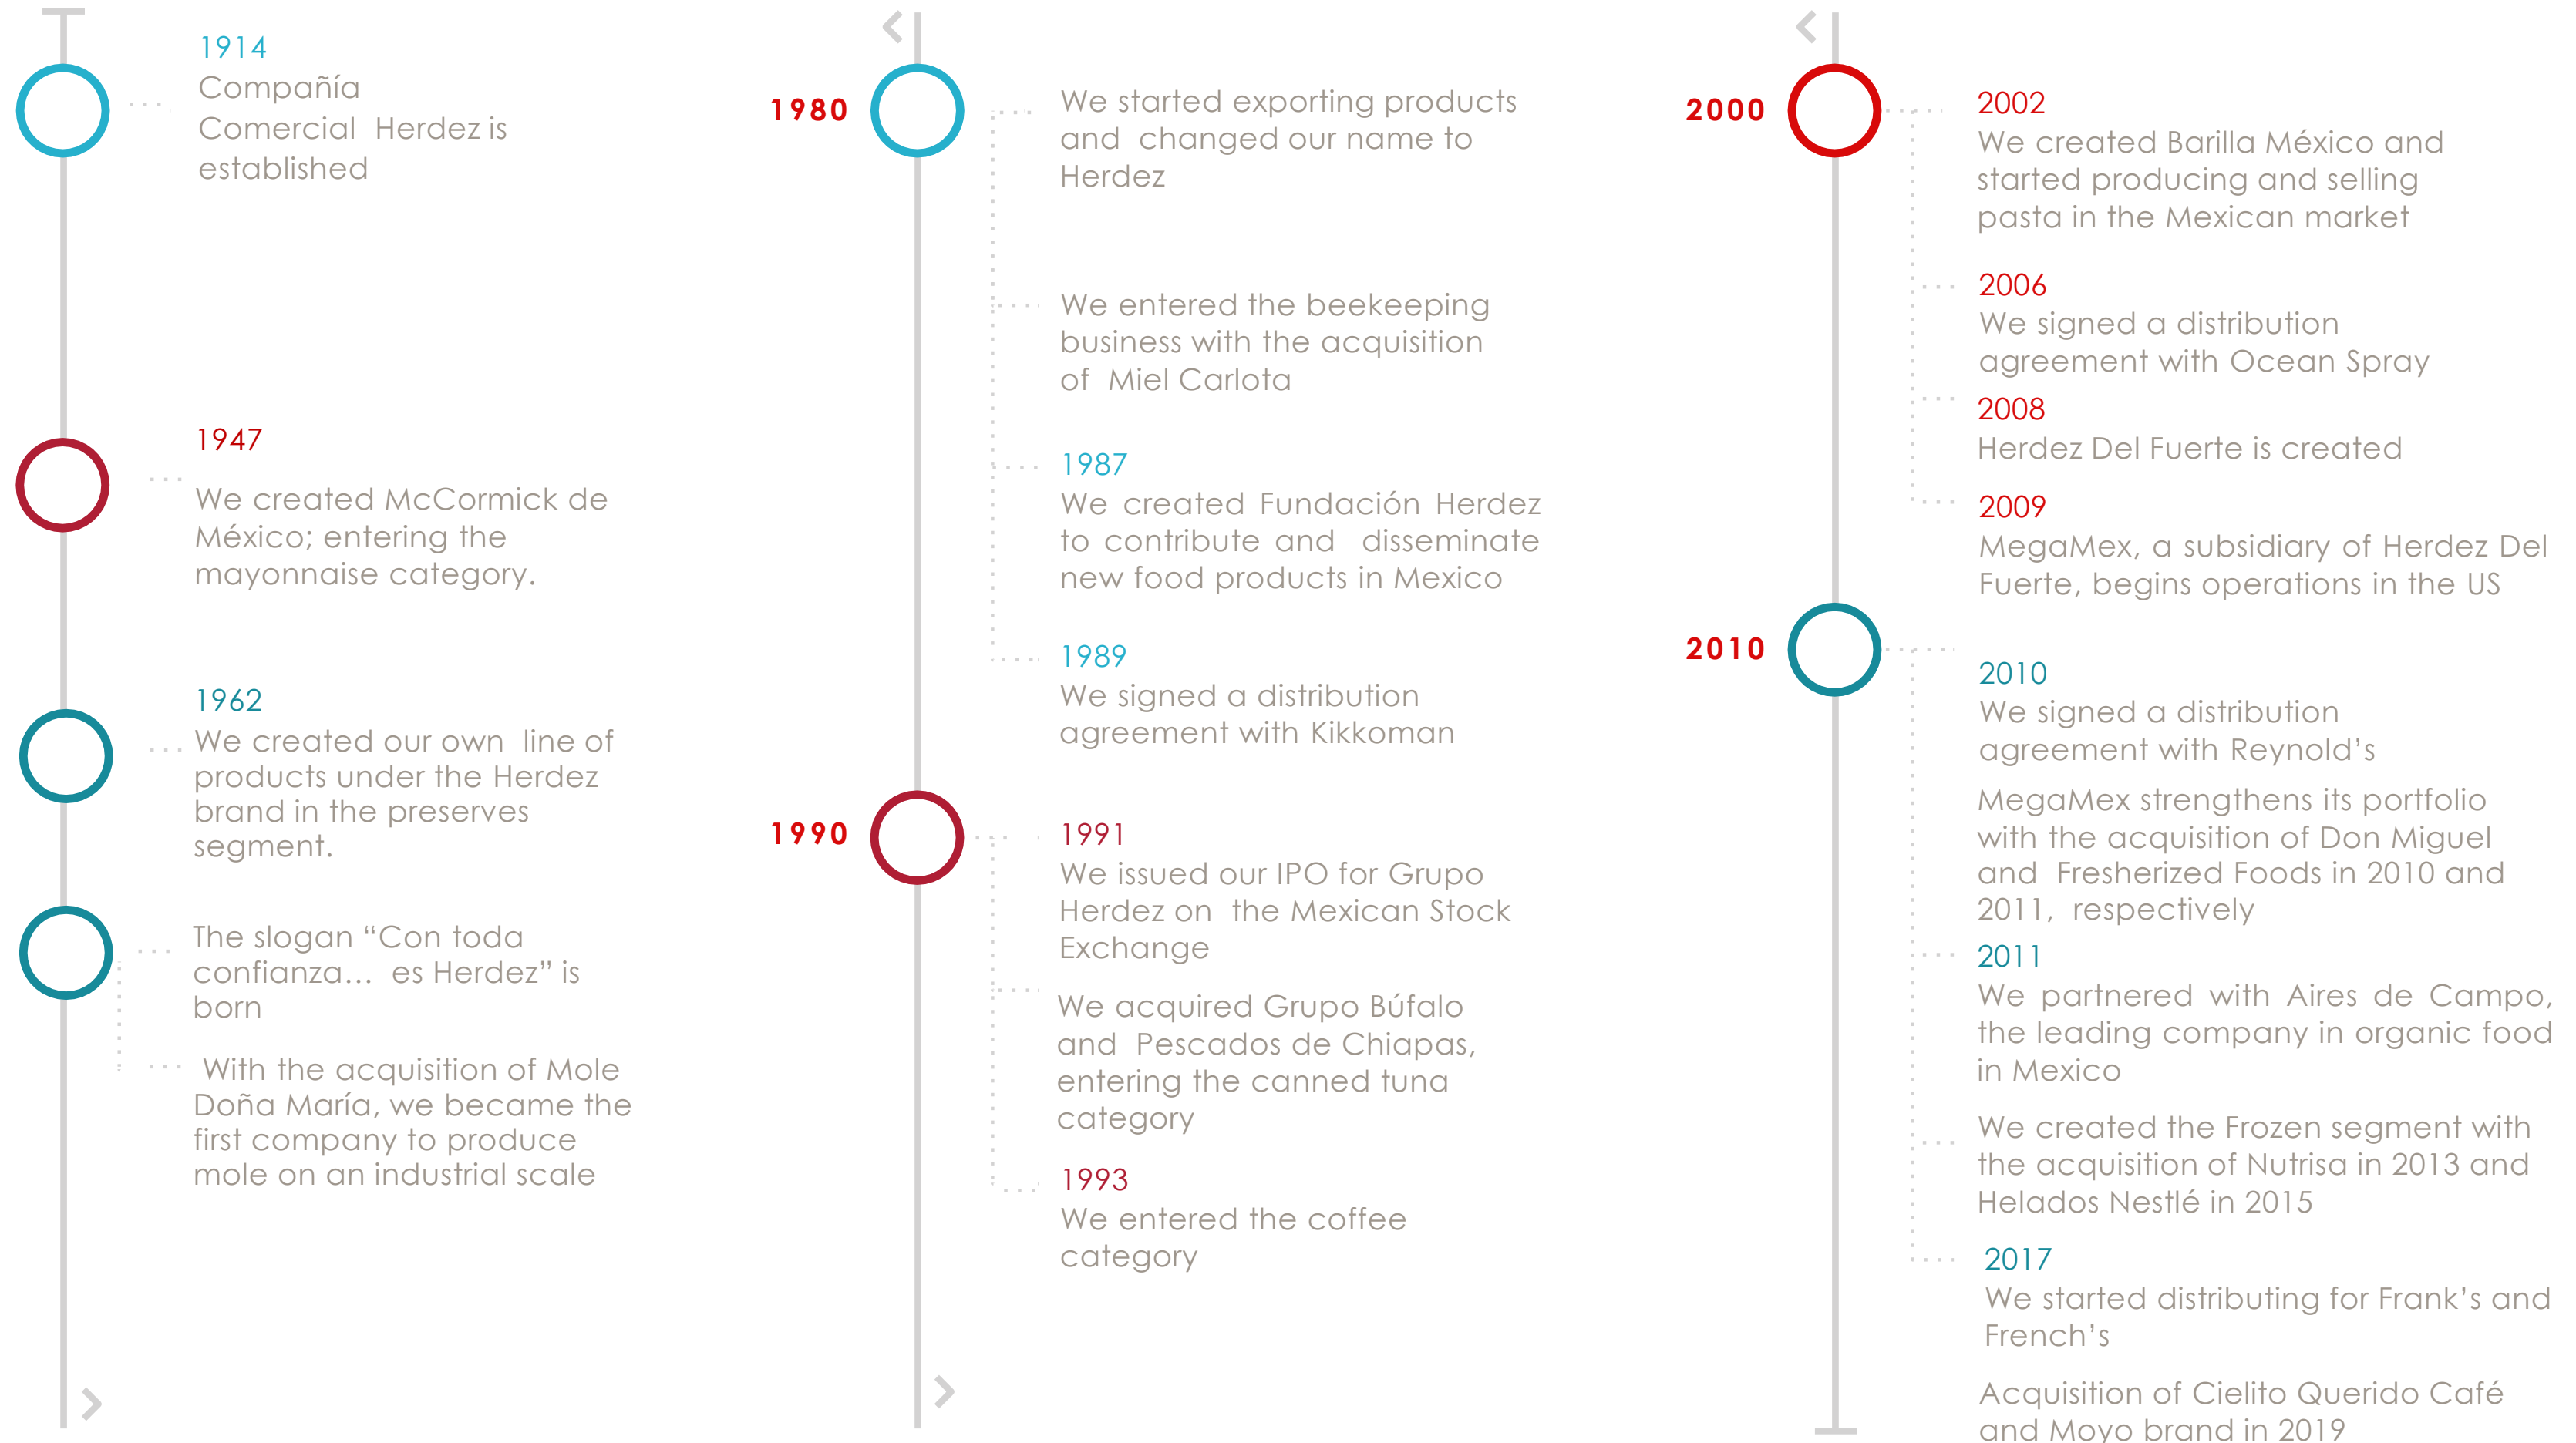 1914
Compañía
Comercial Herdez is
established
1947
We created McCormick de
México; entering the
mayonnaise category.
1962
We created our own line of
products under the Herdez
brand in the preserves
segment.
The slogan “Con toda
confianza… es Herdez” is
born
With the acquisition of Mole
Doña María, we became the
first company to produce
mole on an industrial scale
1980
We started exporting products
and changed our name to
Herdez
We entered the beekeeping
business with the acquisition
of Miel Carlota
1987
We created Fundación Herdez
to contribute and disseminate
new food products in Mexico
1989
We signed a distribution
agreement with Kikkoman
1990
1991
We issued our IPO for Grupo
Herdez on the Mexican Stock
Exchange
We acquired Grupo Búfalo
and Pescados de Chiapas,
entering the canned tuna
category
1993
We entered the coffee
category
2000
2002
We created Barilla México and
started producing and selling
pasta in the Mexican market
2006
We signed a distribution
agreement with Ocean Spray
2008
Herdez Del Fuerte is created
2009
MegaMex, a subsidiary of Herdez Del
Fuerte, begins operations in the US
2010
2010
We signed a distribution
agreement with Reynold’s
MegaMex strengthens its portfolio
with the acquisition of Don Miguel
and Fresherized Foods in 2010 and
2011, respectively
2011
We partnered with Aires de Campo,
the leading company in organic food
in Mexico
We created the Frozen segment with
the acquisition of Nutrisa in 2013 and
Helados Nestlé in 2015
2017
We started distributing for Frank’s and
French’s
Acquisition of Cielito Querido Café
and Moyo brand in 2019